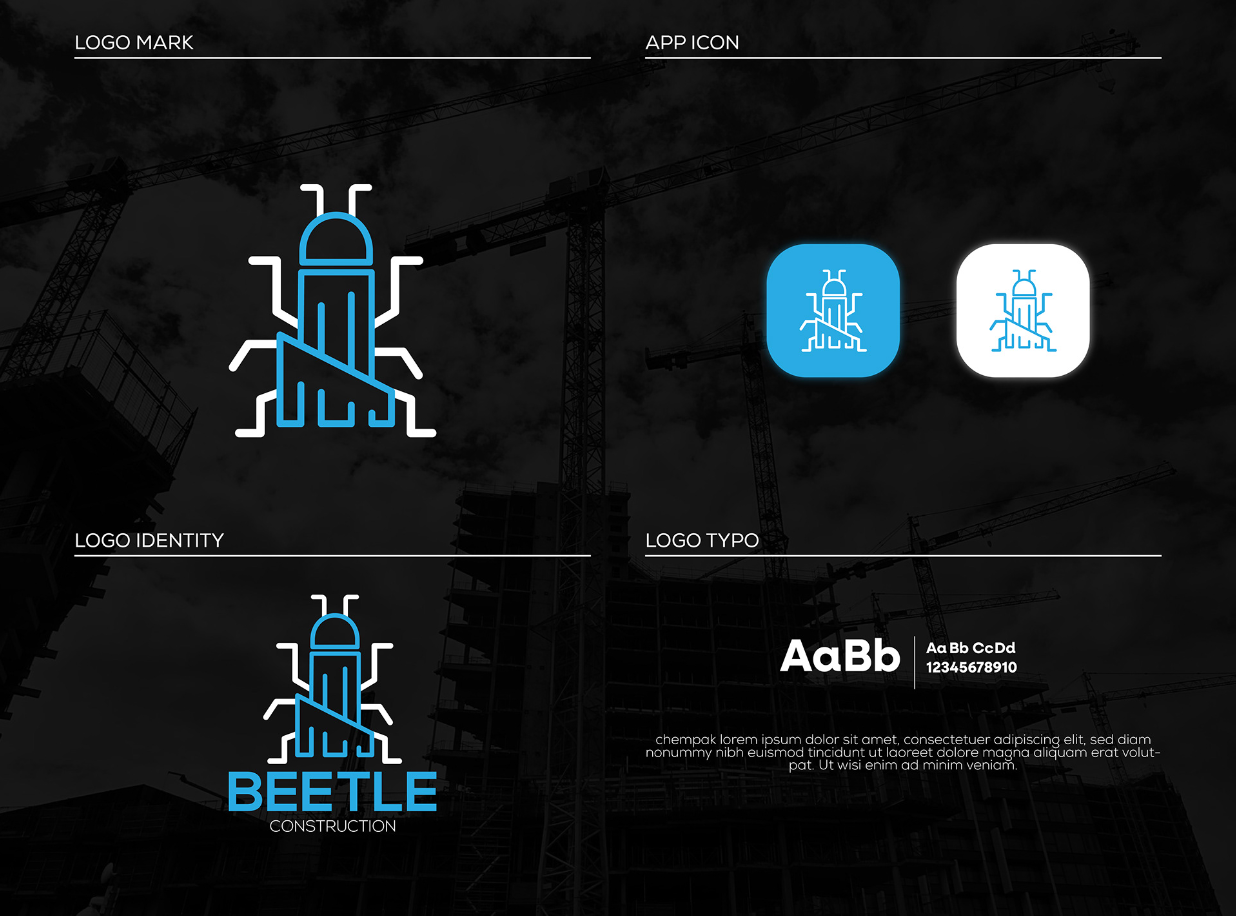 LOGO MARK
APP ICON
LOGO IDENTITY
BEETLE
CONSTRUCTION
LOGO TYPO
AaBb
Aa Bb CcDd
12345678910
chempak lorem ipsum dolor sit amet, consectetuer adipiscing elit, sed diam
nonummy nibh euismod tincidunt ut laoreet dolore magna aliquam erat volut-
pat. Ut wisi enim ad minim veniam.